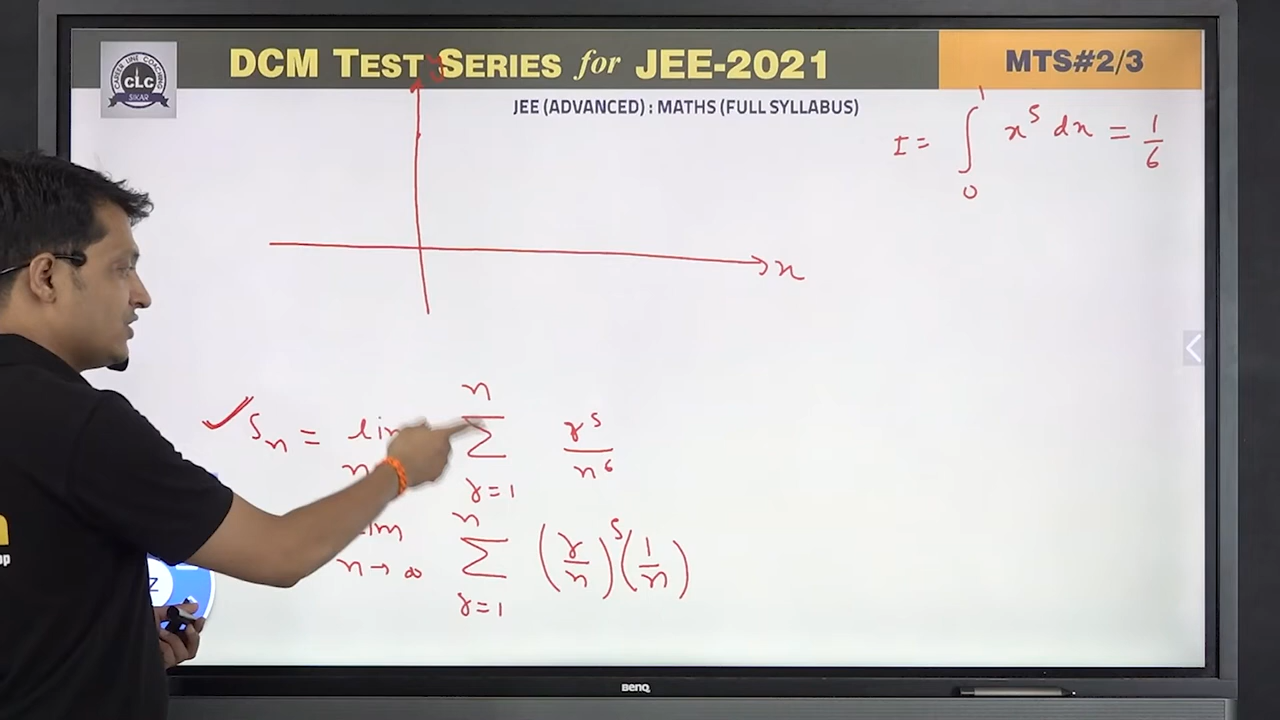 DCM TEST SERIES for JEE-2021
MTS#2/3
CAREER LINE COACHING
CLC
SIKAR
JEE (ADVANCED) : MATHS (FULL SYLLABUS)
I = ∫₀¹ x⁵ dx = 1/6
x
Sₙ = lim n Σ r=1 r⁵/n⁶
lim n→∞ n Σ r=1 (r/n)⁵ (1/n)
BenQ